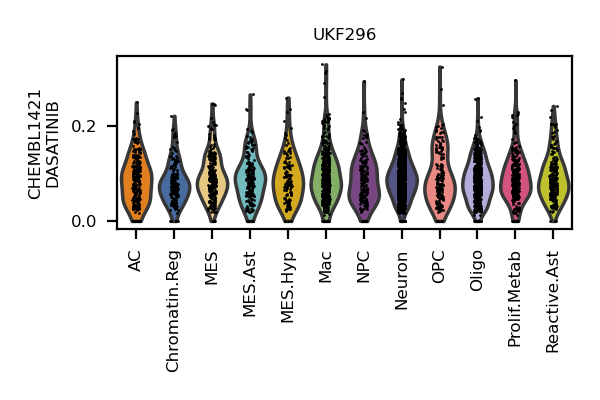 UKF296
CHEMBL1421
DASATINIB
0.2
0.0
AC
Chromatin.Reg
MES
MES.Ast
MES.Hyp
Mac
NPC
Neuron
OPC
Oligo
Prolif.Metab
Reactive.Ast